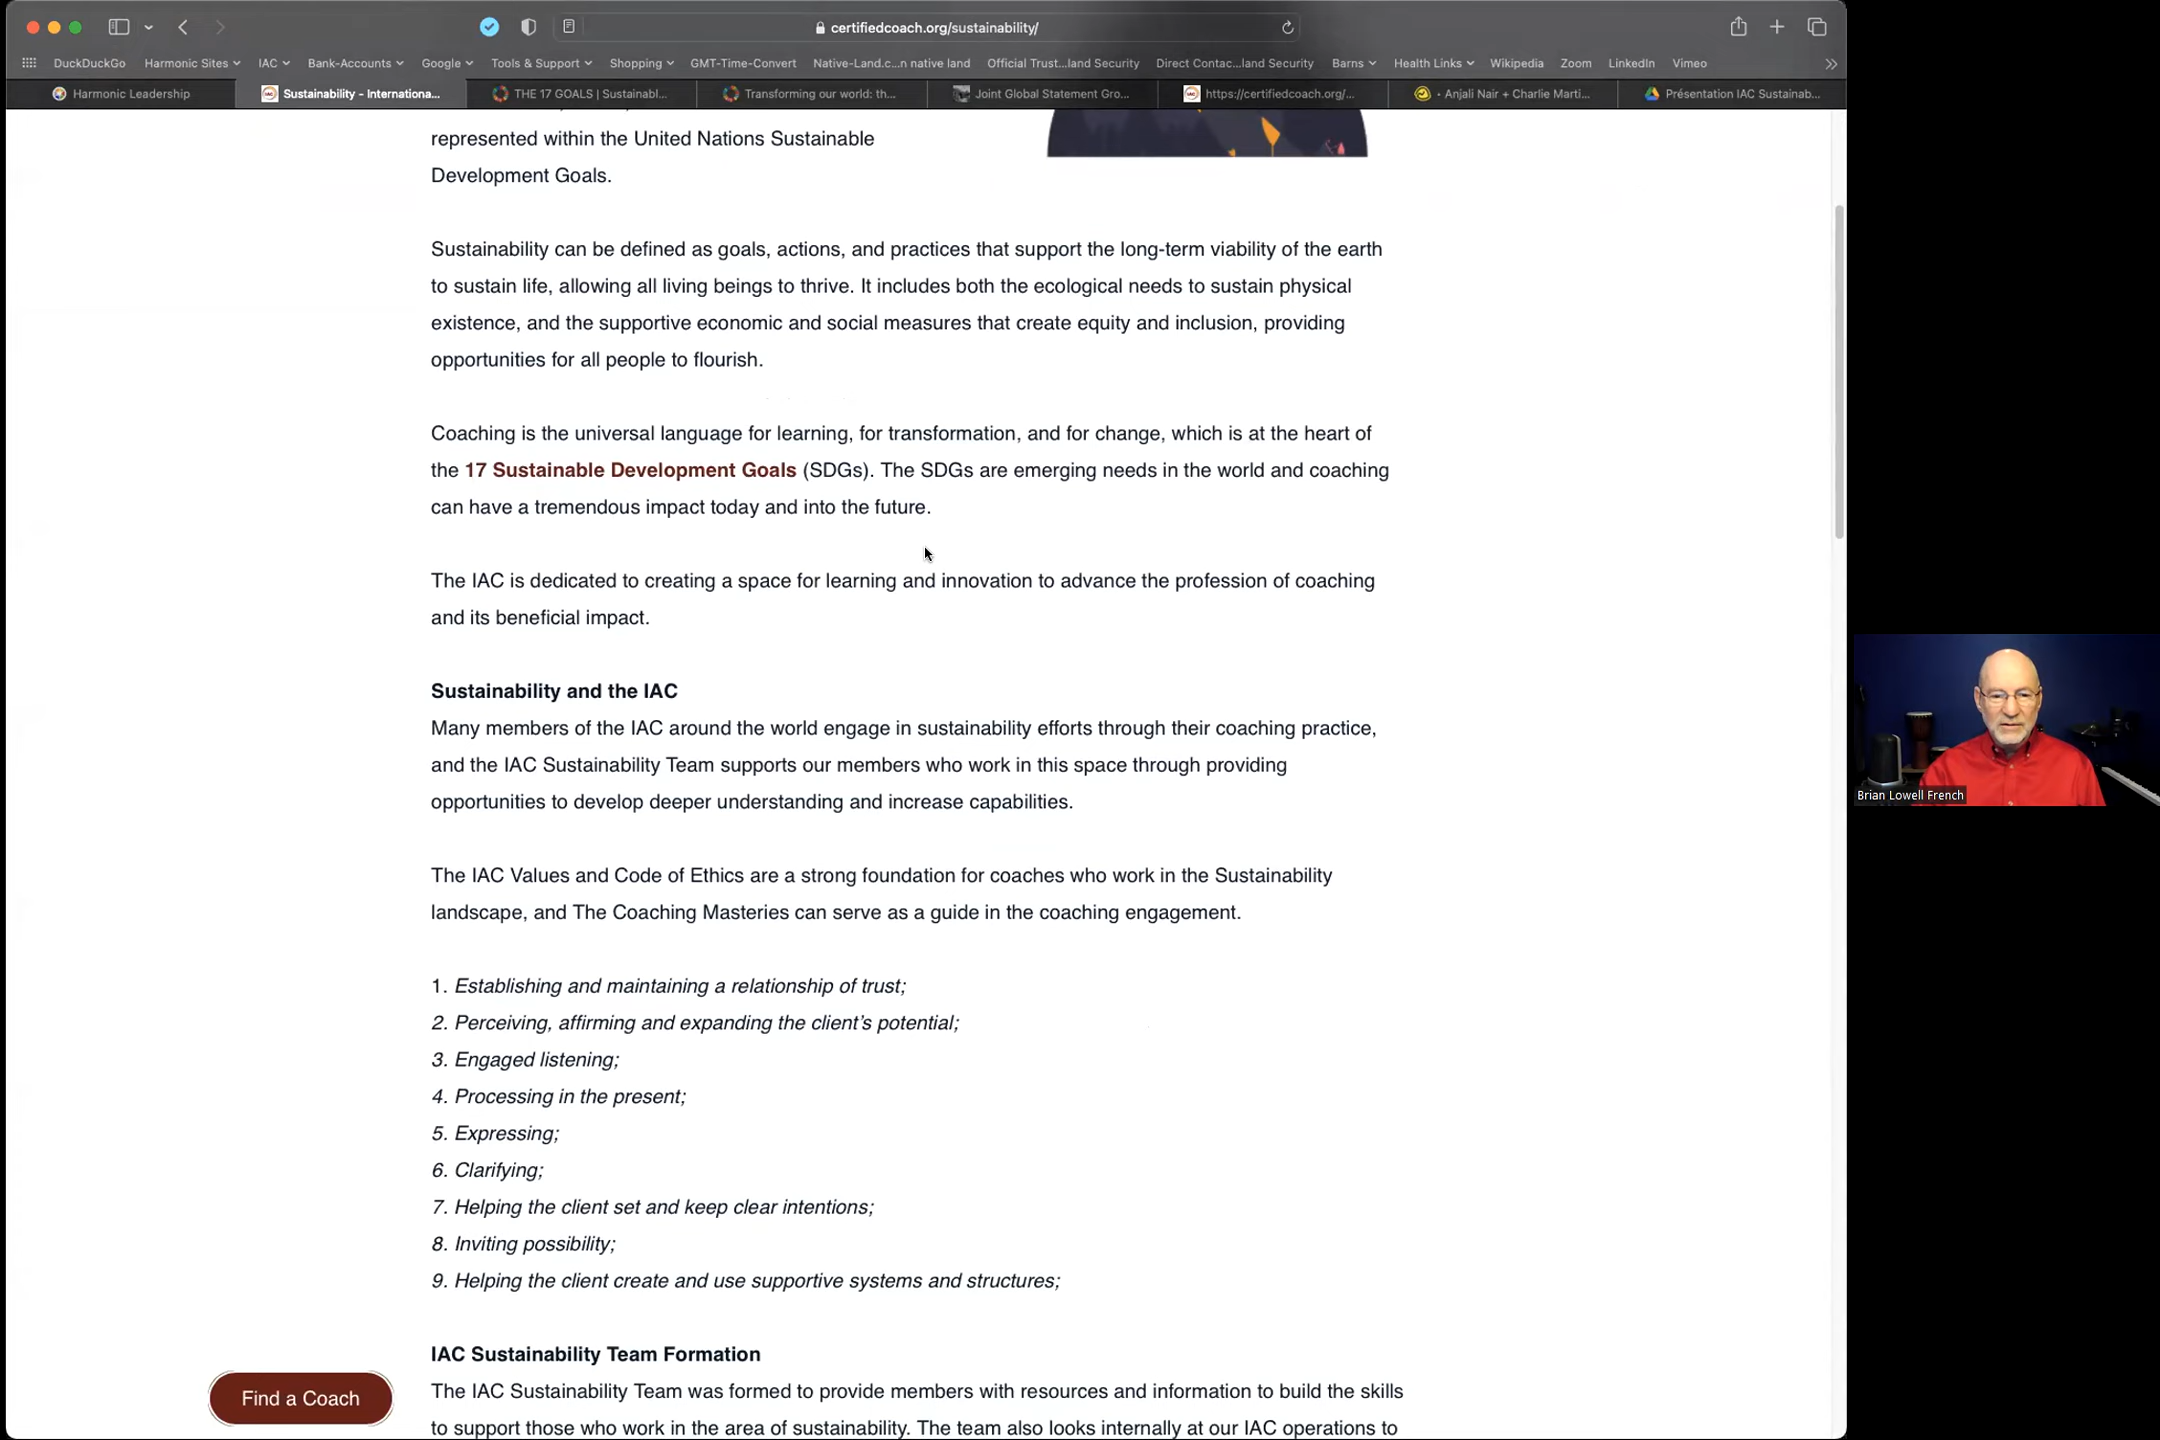 certifiedcoach.org/sustainability/
DuckDuckGo Harmonic Sites IAC Bank-Accounts Google Tools & Support Shopping GMT-Time-Convert Native-Land.c...n native land Official Trust...land Security Direct Contac...land Security Barns Health Links Wikipedia Zoom LinkedIn Vimeo
Harmonic Leadership Sustainability - Internationa... THE 17 GOALS | Sustainabl... Transforming our world: th... Joint Global Statement Gro... https://certifiedcoach.org/... • Anjali Nair + Charlie Marti... Présentation IAC Sustainab...
represented within the United Nations Sustainable
Development Goals.
Sustainability can be defined as goals, actions, and practices that support the long-term viability of the earth
to sustain life, allowing all living beings to thrive. It includes both the ecological needs to sustain physical
existence, and the supportive economic and social measures that create equity and inclusion, providing
opportunities for all people to flourish.
Coaching is the universal language for learning, for transformation, and for change, which is at the heart of
the 17 Sustainable Development Goals (SDGs). The SDGs are emerging needs in the world and coaching
can have a tremendous impact today and into the future.
The IAC is dedicated to creating a space for learning and innovation to advance the profession of coaching
and its beneficial impact.
Sustainability and the IAC
Many members of the IAC around the world engage in sustainability efforts through their coaching practice,
and the IAC Sustainability Team supports our members who work in this space through providing
opportunities to develop deeper understanding and increase capabilities.
The IAC Values and Code of Ethics are a strong foundation for coaches who work in the Sustainability
landscape, and The Coaching Masteries can serve as a guide in the coaching engagement.
1. Establishing and maintaining a relationship of trust;
2. Perceiving, affirming and expanding the client's potential;
3. Engaged listening;
4. Processing in the present;
5. Expressing;
6. Clarifying;
7. Helping the client set and keep clear intentions;
8. Inviting possibility;
9. Helping the client create and use supportive systems and structures;
IAC Sustainability Team Formation
The IAC Sustainability Team was formed to provide members with resources and information to build the skills
to support those who work in the area of sustainability. The team also looks internally at our IAC operations to
Find a Coach
Brian Lowell French